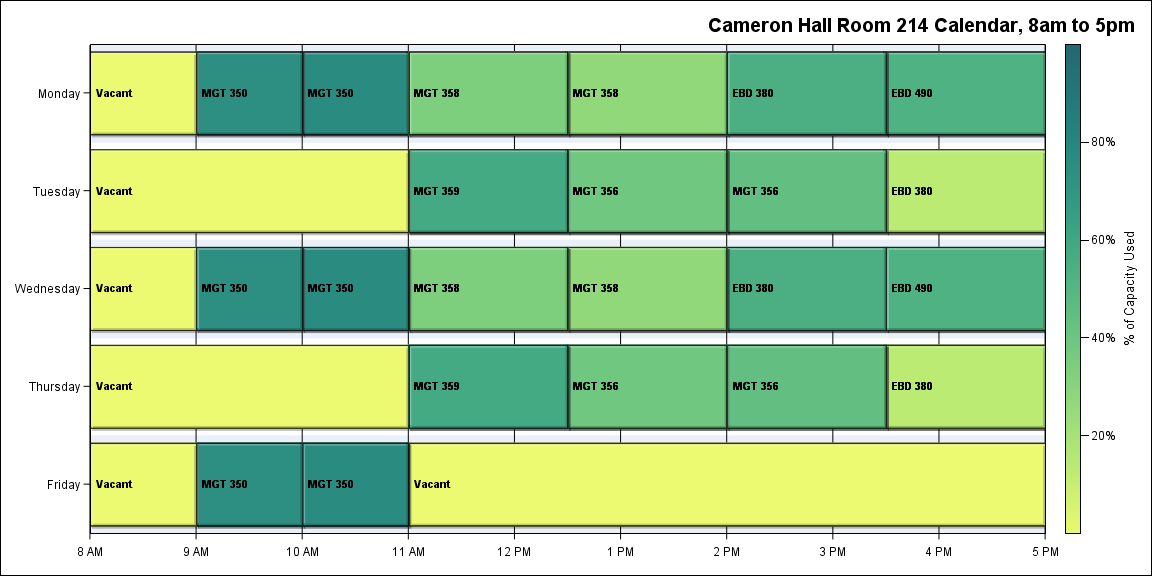 Cameron Hall Room 214 Calendar, 8am to 5pm
Monday
Vacant
MGT 350
MGT 350
MGT 358
MGT 358
EBD 380
EBD 490
Tuesday
Vacant
MGT 359
MGT 356
MGT 356
EBD 380
Wednesday
Vacant
MGT 350
MGT 350
MGT 358
MGT 358
EBD 380
EBD 490
Thursday
Vacant
MGT 359
MGT 356
MGT 356
EBD 380
Friday
Vacant
MGT 350
MGT 350
Vacant
8 AM
9 AM
10 AM
11 AM
12 PM
1 PM
2 PM
3 PM
4 PM
5 PM
80%
60%
40%
20%
% of Capacity Used